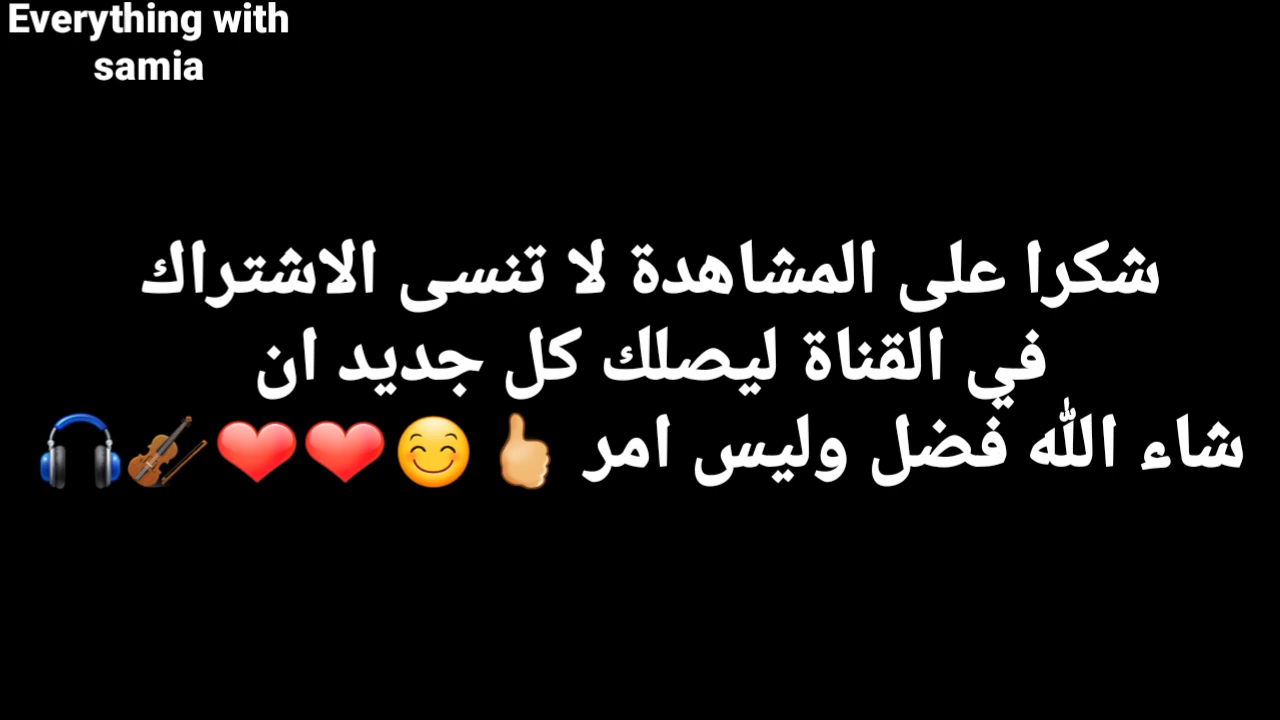 Everything with
samia
شكرا على المشاهدة لا تنسى الاشتراك
في القناة ليصلك كل جديد ان
شاء الله فضل وليس امر 👍🏼 😊 ❤ ❤ 🎻 🎧